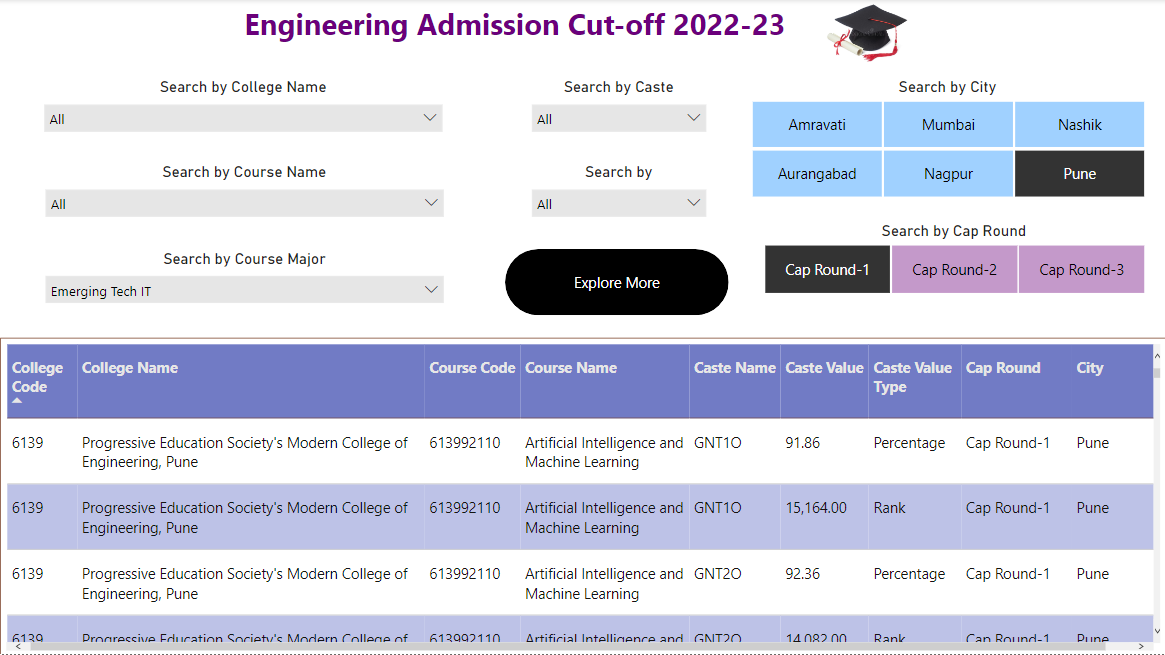 Engineering Admission Cut-off 2022-23
Search by College Name
All
Search by Caste
All
Search by City
Amravati Mumbai Nashik
Aurangabad Nagpur Pune
Search by Course Name
All
Search by
All
Search by Course Major
Emerging Tech IT
Explore More
Search by Cap Round
Cap Round-1 Cap Round-2 Cap Round-3
College Code College Name Course Code Course Name Caste Name Caste Value Caste Value Type Cap Round City
6139 Progressive Education Society's Modern College of 613992110 Artificial Intelligence and GNT1O 91.86 Percentage Cap Round-1 Pune
Engineering, Pune Machine Learning
6139 Progressive Education Society's Modern College of 613992110 Artificial Intelligence and GNT1O 15,164.00 Rank Cap Round-1 Pune
Engineering, Pune Machine Learning
6139 Progressive Education Society's Modern College of 613992110 Artificial Intelligence and GNT2O 92.36 Percentage Cap Round-1 Pune
Engineering, Pune Machine Learning
6139 Progressive Education Society's Modern College of 613992110 Artificial Intelligence and GNT2O 14,082.00 Rank Cap Round-1 Pune